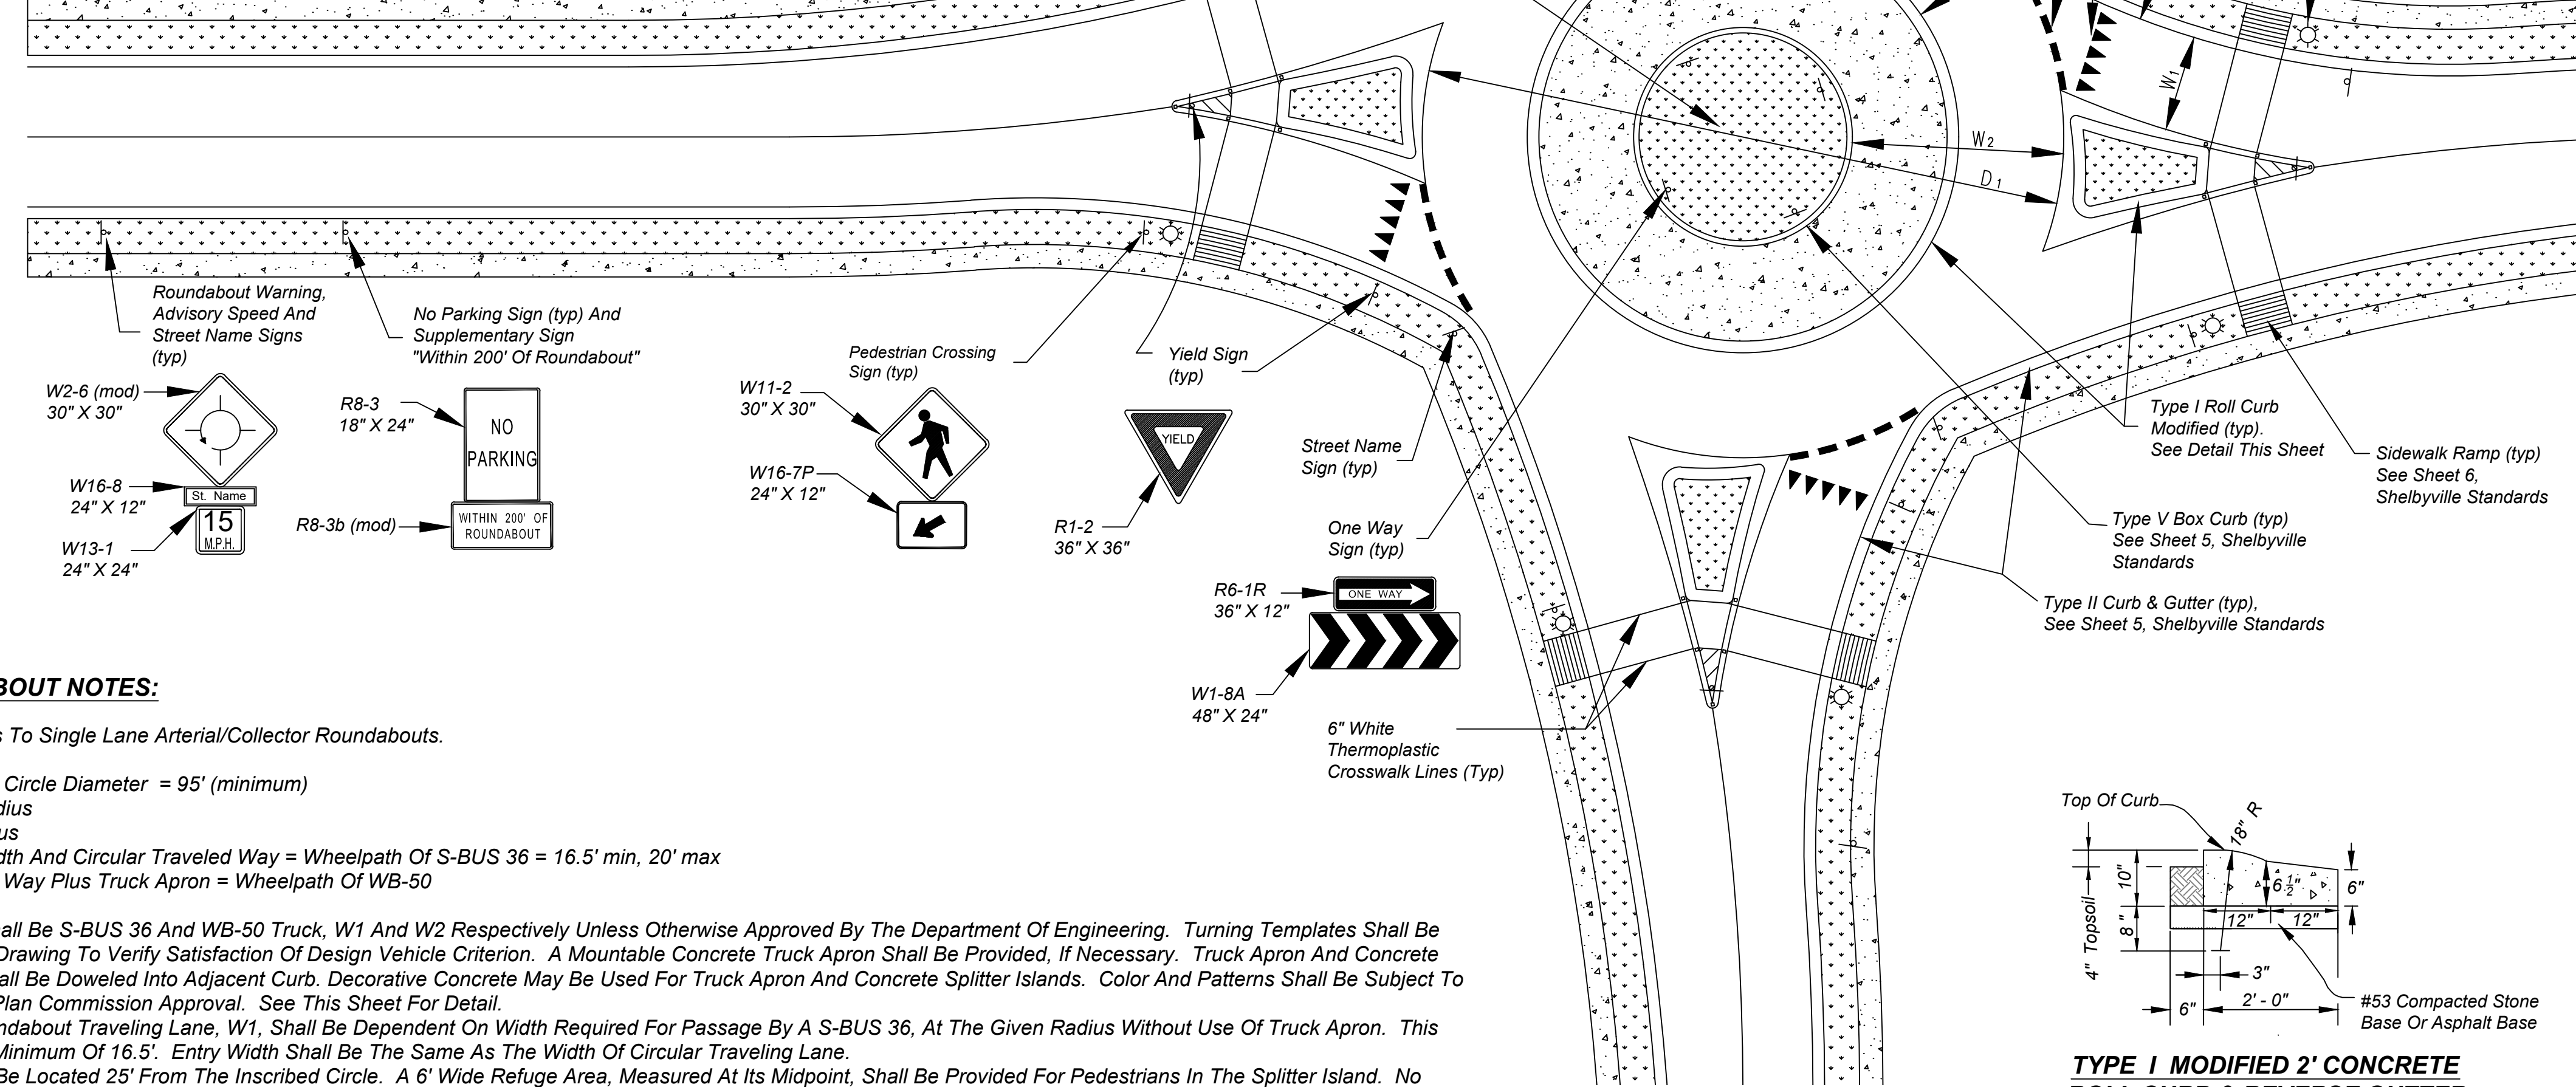 W1
W2
D1
Roundabout Warning,
Advisory Speed And
Street Name Signs
(typ)
No Parking Sign (typ) And
Supplementary Sign
"Within 200' Of Roundabout"
Pedestrian Crossing
Sign (typ)
Yield Sign
(typ)
W2-6 (mod)
30" X 30"
W16-8
24" X 12"
St. Name
15
M.P.H.
W13-1
24" X 24"
R8-3
18" X 24"
NO
PARKING
R8-3b (mod)
WITHIN 200' OF
ROUNDABOUT
W11-2
30" X 30"
W16-7P
24" X 12"
YIELD
R1-2
36" X 36"
Street Name
Sign (typ)
One Way
Sign (typ)
R6-1R
36" X 12"
ONE WAY
W1-8A
48" X 24"
6" White
Thermoplastic
Crosswalk Lines (Typ)
Type I Roll Curb
Modified (typ).
See Detail This Sheet
Sidewalk Ramp (typ)
See Sheet 6,
Shelbyville Standards
Type V Box Curb (typ)
See Sheet 5, Shelbyville
Standards
Type II Curb & Gutter (typ),
See Sheet 5, Shelbyville Standards
BOUT NOTES:
s To Single Lane Arterial/Collector Roundabouts.
Circle Diameter = 95' (minimum)
dius
us
dth And Circular Traveled Way = Wheelpath Of S-BUS 36 = 16.5' min, 20' max
Way Plus Truck Apron = Wheelpath Of WB-50
all Be S-BUS 36 And WB-50 Truck, W1 And W2 Respectively Unless Otherwise Approved By The Department Of Engineering. Turning Templates Shall Be
Drawing To Verify Satisfaction Of Design Vehicle Criterion. A Mountable Concrete Truck Apron Shall Be Provided, If Necessary. Truck Apron And Concrete
all Be Doweled Into Adjacent Curb. Decorative Concrete May Be Used For Truck Apron And Concrete Splitter Islands. Color And Patterns Shall Be Subject To
Plan Commission Approval. See This Sheet For Detail.
ndabout Traveling Lane, W1, Shall Be Dependent On Width Required For Passage By A S-BUS 36, At The Given Radius Without Use Of Truck Apron. This
Minimum Of 16.5'. Entry Width Shall Be The Same As The Width Of Circular Traveling Lane.
Be Located 25' From The Inscribed Circle. A 6' Wide Refuge Area, Measured At Its Midpoint, Shall Be Provided For Pedestrians In The Splitter Island. No
Top Of Curb
18" R
4" Topsoil
10"
8"
6 1/2"
6"
12"
12"
3"
6"
2' - 0"
#53 Compacted Stone
Base Or Asphalt Base
TYPE I MODIFIED 2' CONCRETE
ROLL CURB & REVERSE GUTTER